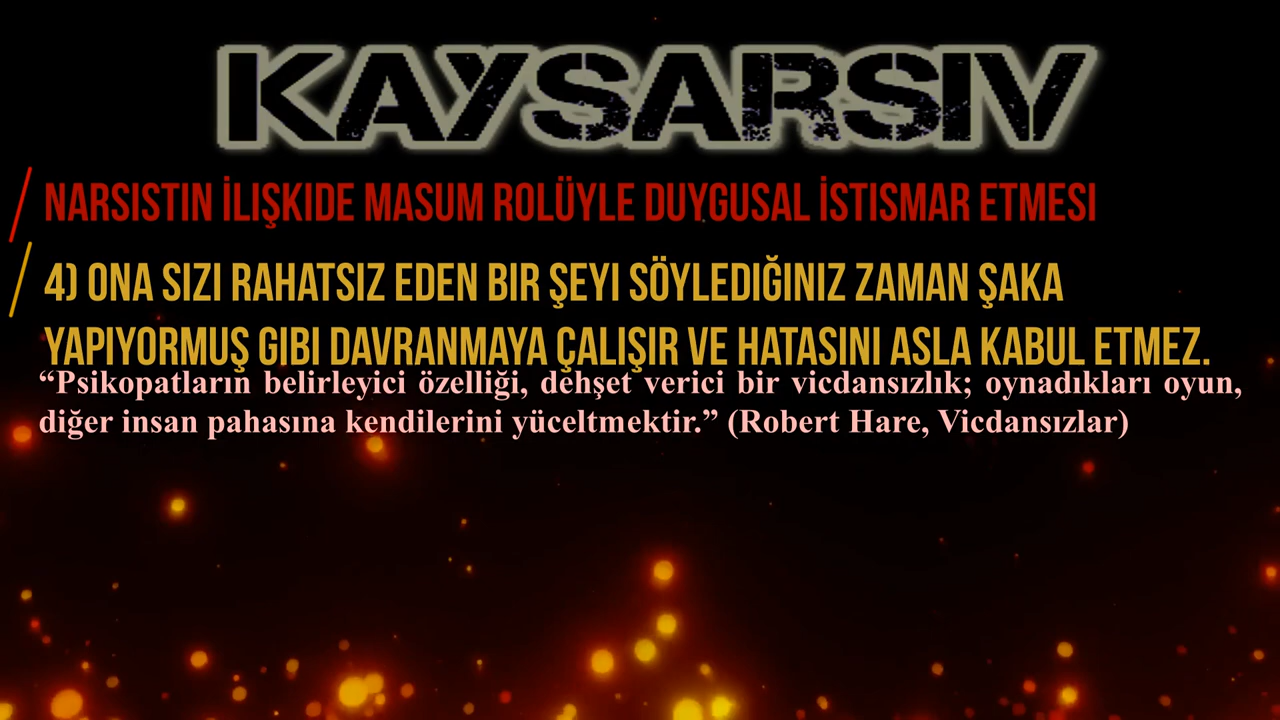 KAYSARSIV
NARSISTIN İLIŞKIDE MASUM ROLÜYLE DUYGUSAL İSTISMAR ETMESI
4) ONA SIZI RAHATSIZ EDEN BIR ŞEYI SÖYLEDIĞINIZ ZAMAN ŞAKA
YAPIYORMUŞ GIBI DAVRANMAYA ÇALIŞIR VE HATASINI ASLA KABUL ETMEZ.
“Psikopatların belirleyici özelliği, dehşet verici bir vicdansızlık; oynadıkları oyun,
diğer insan pahasına kendilerini yüceltmektir.” (Robert Hare, Vicdansızlar)